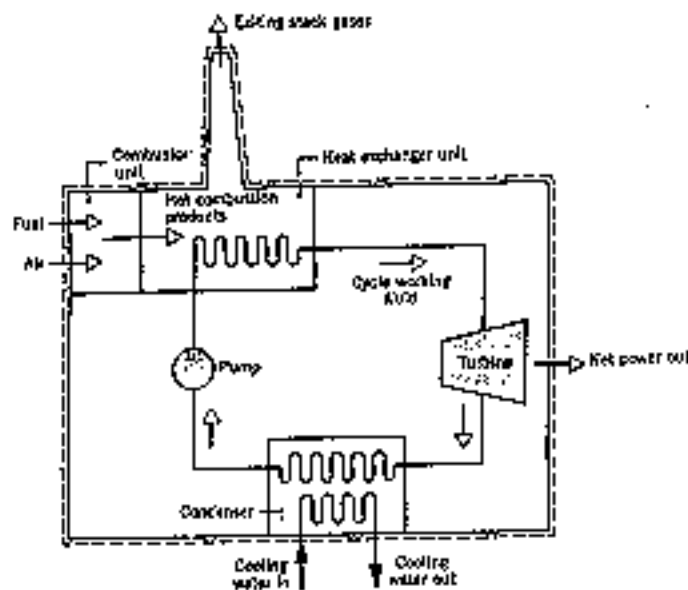 Exiting stack gases
Combustor
unit
Heat exchanger unit
Hot combustion
products
Fuel
Air
Cycle working
fluid
Turbine
Net power out
Pump
Condenser
Cooling
water in
Cooling
water out